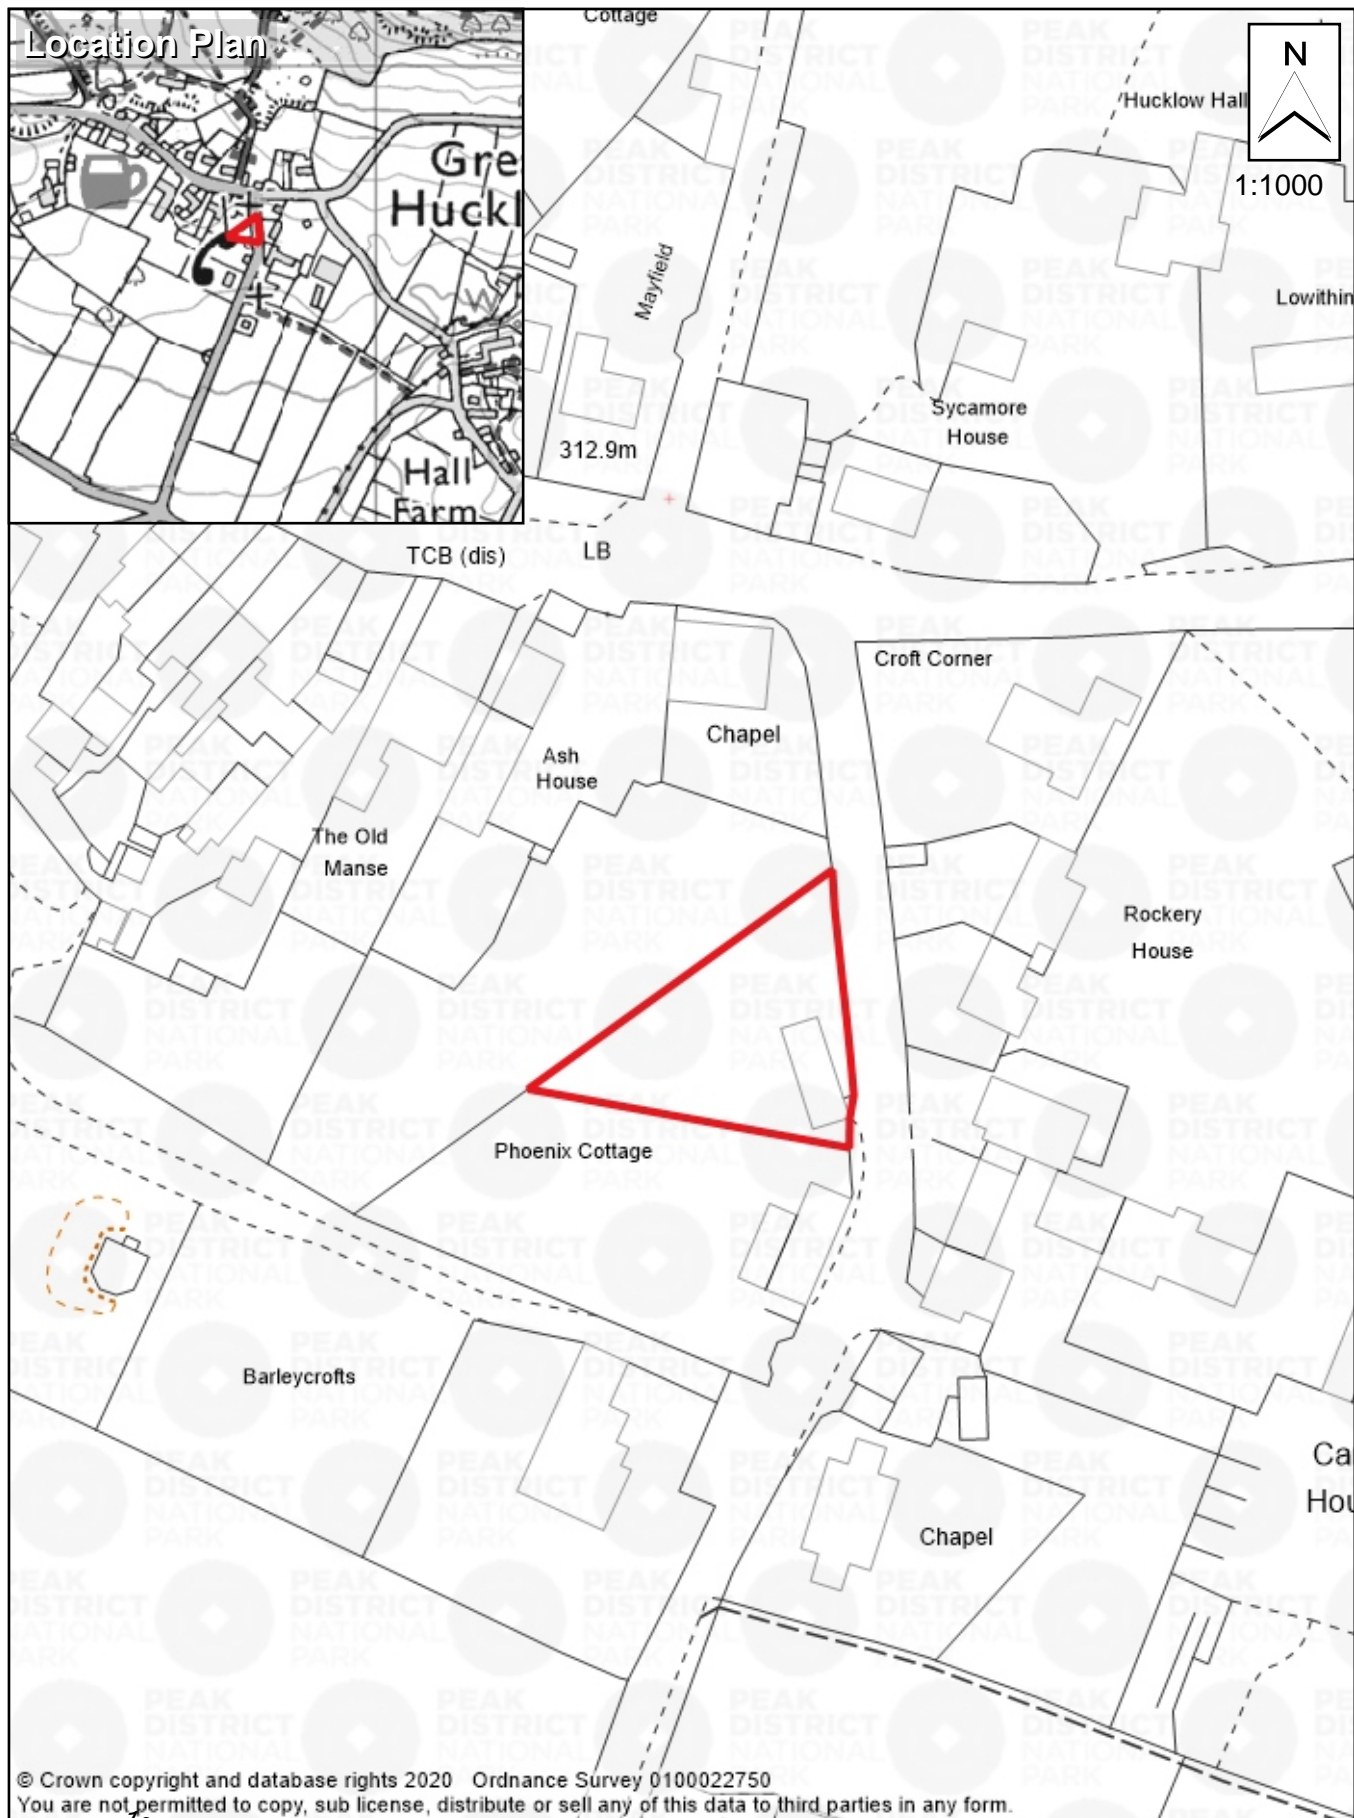 Location Plan
Gre
Huckl
Hall
Farm
Cottage
N
1:1000
Hucklow Hall
Lowithin
Mayfield
Sycamore
House
312.9m
TCB (dis)
LB
Croft Corner
Chapel
Ash
House
The Old
Manse
Rockery
House
Phoenix Cottage
Barleycrofts
Ca
Hou
Chapel
PEAK
DISTRICT
NATIONAL
PARK
© Crown copyright and database rights 2020 Ordnance Survey 0100022750
You are not permitted to copy, sub license, distribute or sell any of this data to third parties in any form.